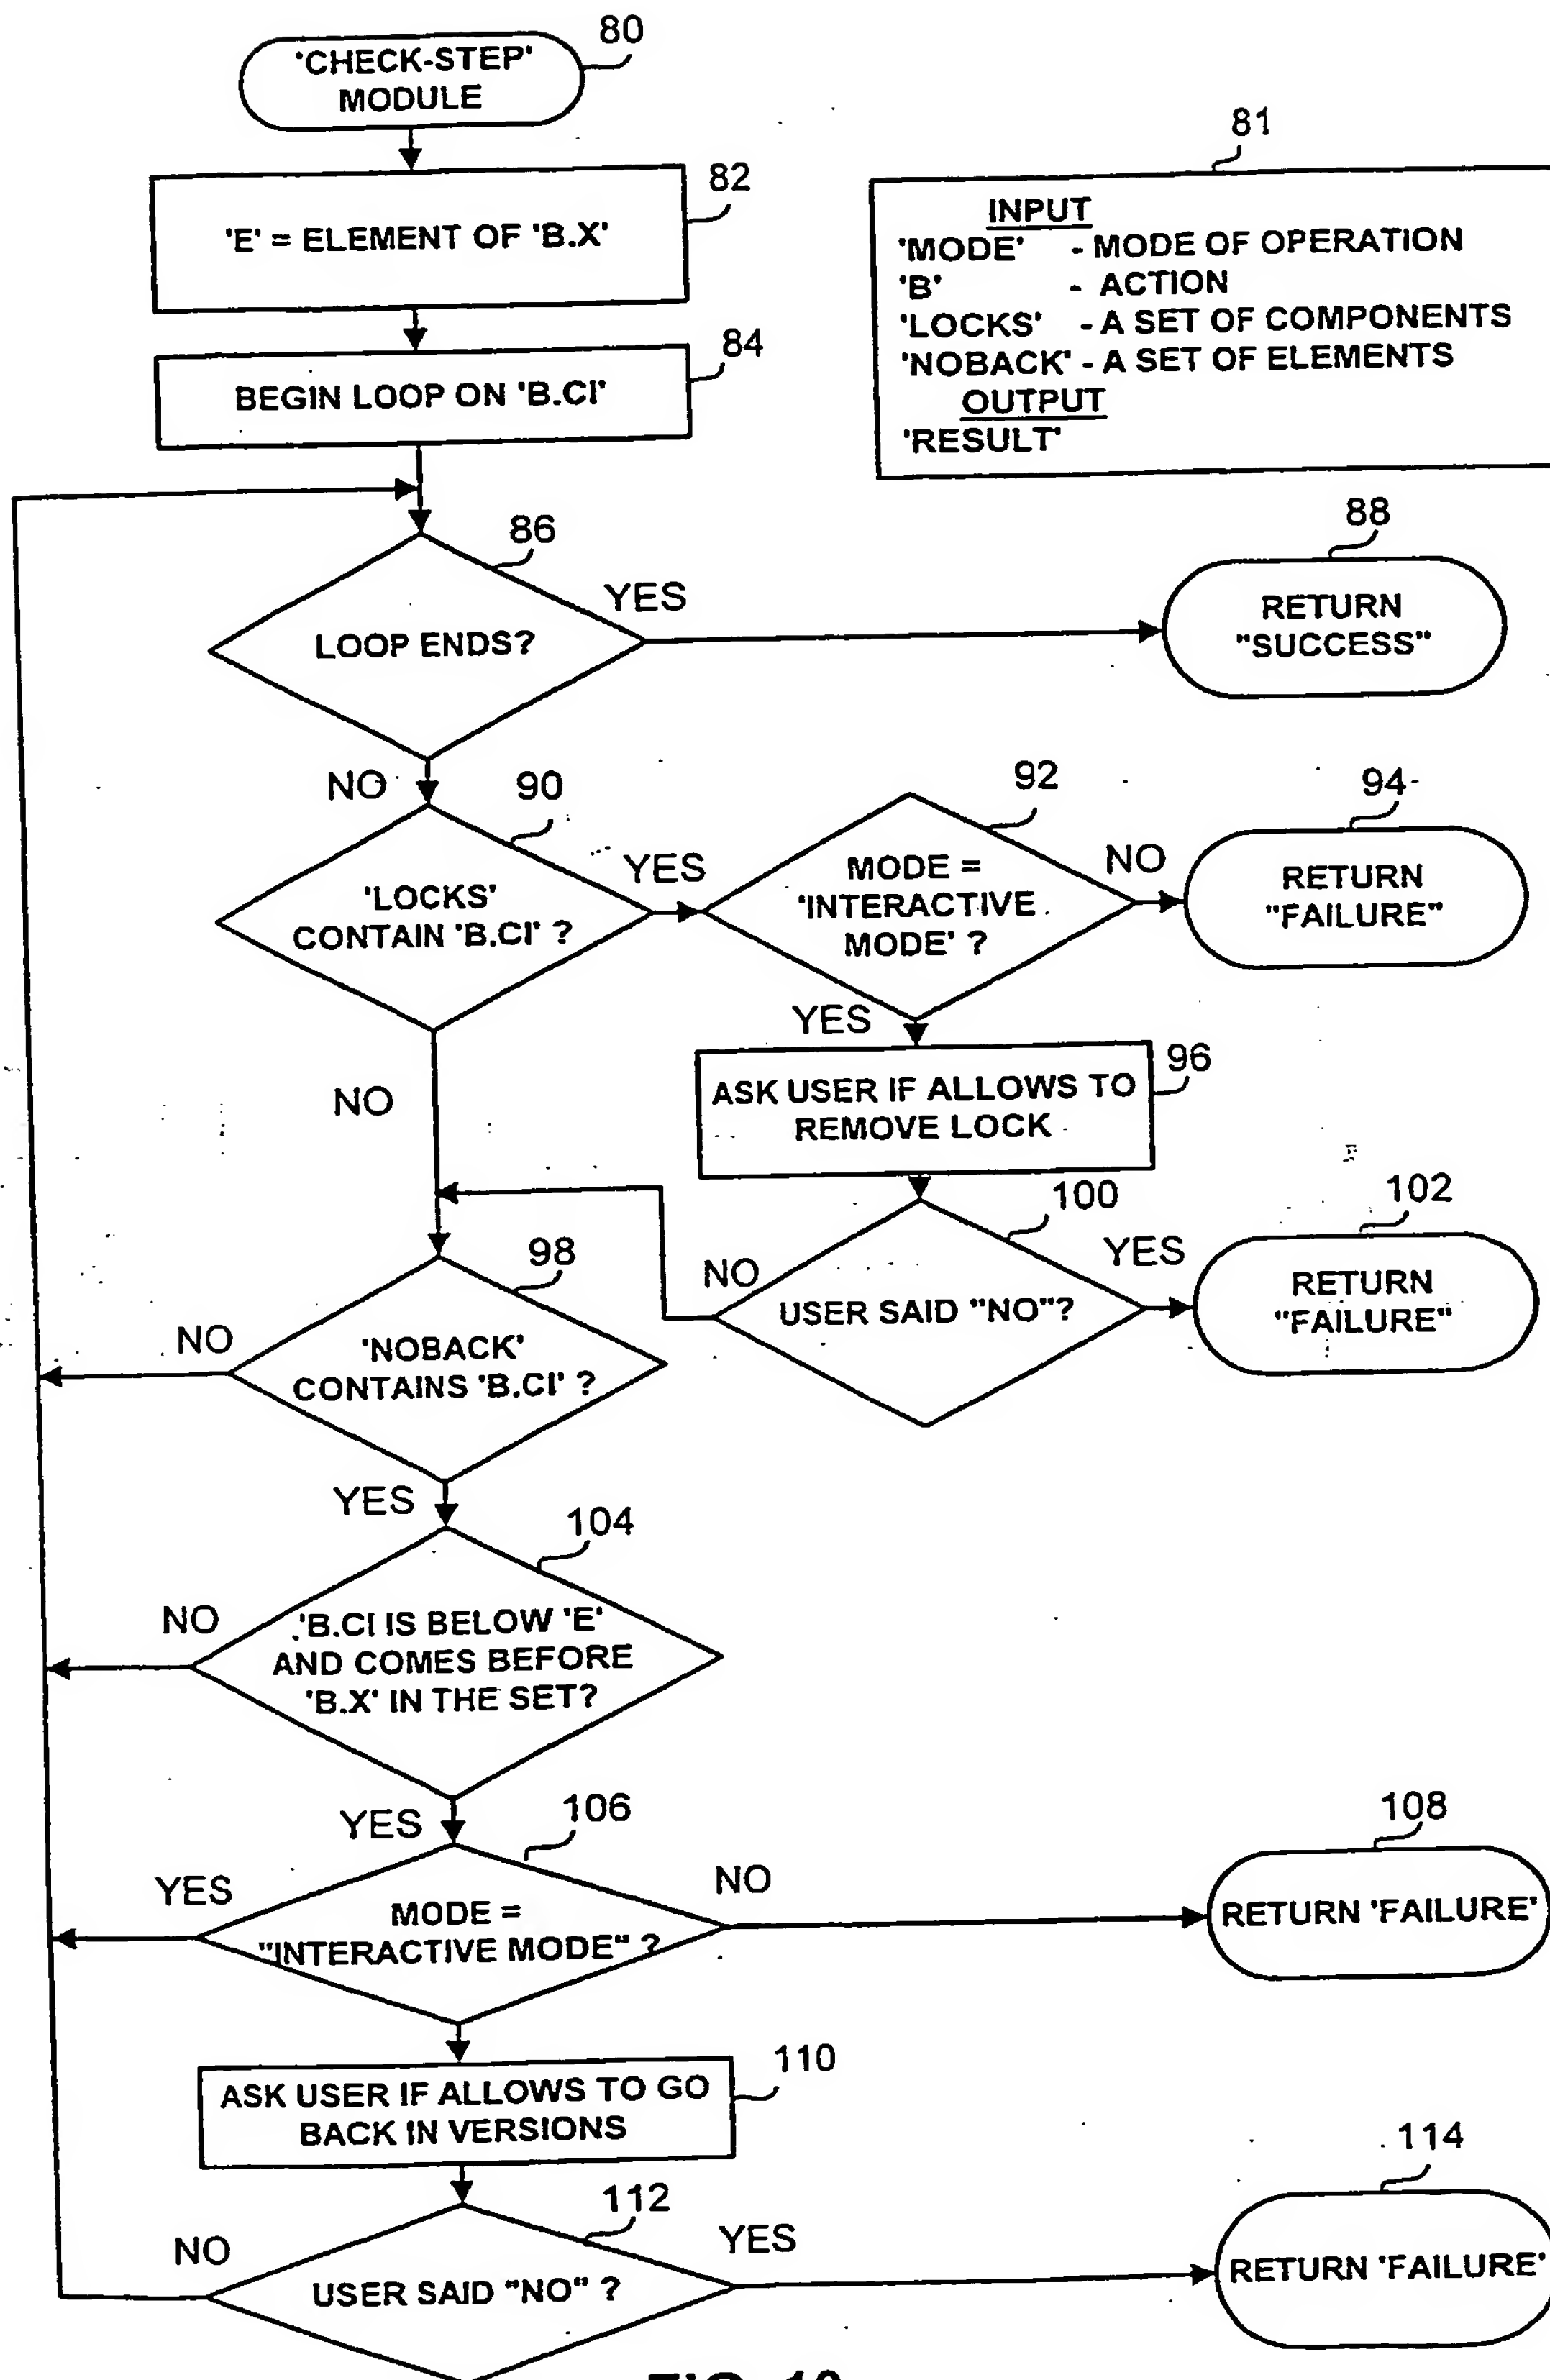 80
'CHECK-STEP'
MODULE
82
'E' = ELEMENT OF 'B.X'
84
BEGIN LOOP ON 'B.CI'
81
INPUT
'MODE' - MODE OF OPERATION
'B' - ACTION
'LOCKS' - A SET OF COMPONENTS
'NOBACK' - A SET OF ELEMENTS
OUTPUT
'RESULT'
86
LOOP ENDS?
YES
88
RETURN
"SUCCESS"
NO
90
'LOCKS'
CONTAIN 'B.CI' ?
YES
92
MODE =
'INTERACTIVE
MODE' ?
NO
94
RETURN
"FAILURE"
YES
96
ASK USER IF ALLOWS TO
REMOVE LOCK
NO
100
USER SAID "NO"?
NO
YES
102
RETURN
"FAILURE"
98
'NOBACK'
CONTAINS 'B.CI' ?
NO
YES
104
'B.CI IS BELOW 'E'
AND COMES BEFORE
'B.X' IN THE SET?
NO
YES
106
MODE =
"INTERACTIVE MODE" ?
YES
NO
108
RETURN 'FAILURE'
110
ASK USER IF ALLOWS TO GO
BACK IN VERSIONS
112
USER SAID "NO" ?
NO
YES
114
RETURN 'FAILURE'